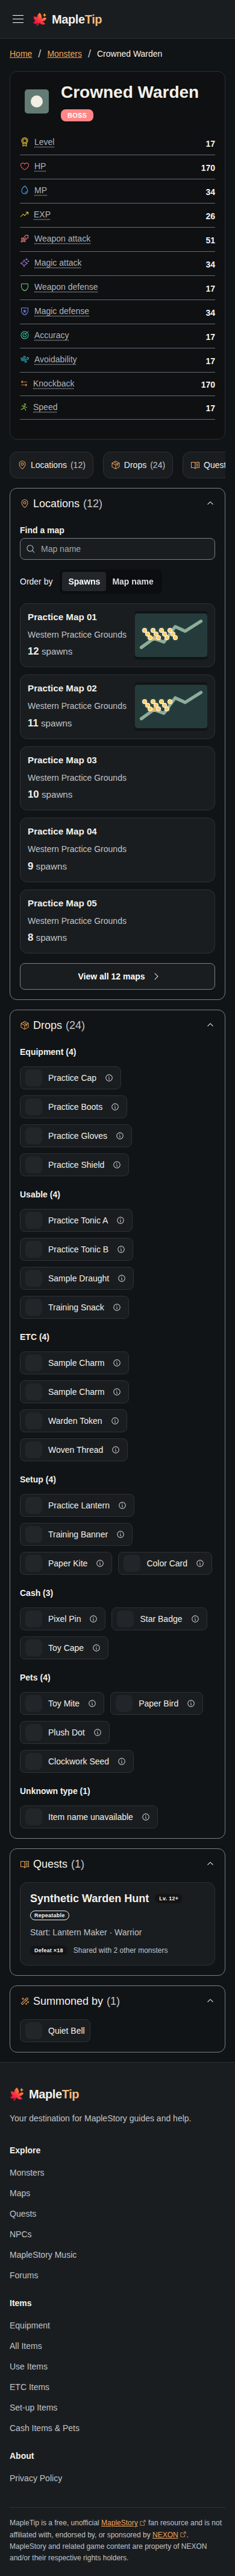 MapleTip
Home / Monsters / Crowned Warden
Crowned Warden
BOSS
Level 17
HP 170
MP 34
EXP 26
Weapon attack 51
Magic attack 34
Weapon defense 17
Magic defense 34
Accuracy 17
Avoidability 17
Knockback 170
Speed 17
Locations (12) Drops (24) Quest
Locations (12)
Find a map
Map name
Order by Spawns Map name
Practice Map 01
Western Practice Grounds
12 spawns
Practice Map 02
Western Practice Grounds
11 spawns
Practice Map 03
Western Practice Grounds
10 spawns
Practice Map 04
Western Practice Grounds
9 spawns
Practice Map 05
Western Practice Grounds
8 spawns
View all 12 maps
Drops (24)
Equipment (4)
Practice Cap
Practice Boots
Practice Gloves
Practice Shield
Usable (4)
Practice Tonic A
Practice Tonic B
Sample Draught
Training Snack
ETC (4)
Sample Charm
Sample Charm
Warden Token
Woven Thread
Setup (4)
Practice Lantern
Training Banner
Paper Kite Color Card
Cash (3)
Pixel Pin Star Badge
Toy Cape
Pets (4)
Toy Mite Paper Bird
Plush Dot
Clockwork Seed
Unknown type (1)
Item name unavailable
Quests (1)
Synthetic Warden Hunt Lv. 12+
Repeatable
Start: Lantern Maker · Warrior
Defeat ×18 Shared with 2 other monsters
Summoned by (1)
Quiet Bell
MapleTip
Your destination for MapleStory guides and help.
Explore
Monsters
Maps
Quests
NPCs
MapleStory Music
Forums
Items
Equipment
All Items
Use Items
ETC Items
Set-up Items
Cash Items & Pets
About
Privacy Policy
MapleTip is a free, unofficial MapleStory fan resource and is not
affiliated with, endorsed by, or sponsored by NEXON.
MapleStory and related game content are property of NEXON
and/or their respective rights holders.